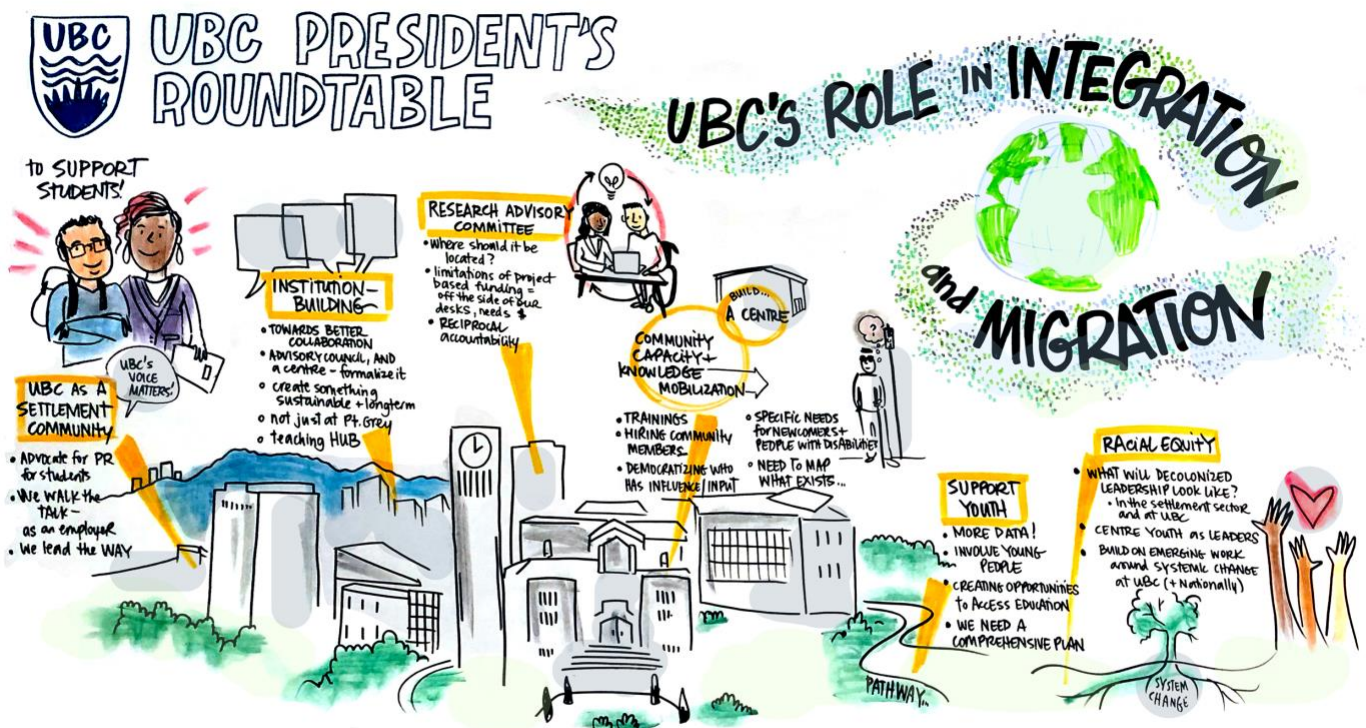 UBC
UBC PRESIDENT'S
ROUNDTABLE
UBC'S ROLE IN INTEGRATION
and MIGRATION
to SUPPORT
STUDENTS!
UBC'S
VOICE
MATTERS!
UBC AS A
SETTLEMENT
COMMUNITY
• ADVOCATE for PR
for students
• WE WALK the
TALK –
as an employer
• We lead the WAY
INSTITUTION–
BUILDING
• TOWARDS BETTER
COLLABORATION
• ADVISORY COUNCIL, AND
a centre – formalize it
○ create something
sustainable + longterm
○ not just at Pt. Grey
○ teaching HUB
RESEARCH ADVISORY
COMMITTEE
• Where should it be
located?
• limitations of project
based funding =
off the side of our
desks, needs $
• RECIPROCAL
accountability
BUILD...
A CENTRE
COMMUNITY
CAPACITY +
KNOWLEDGE
MOBILIZATION
• TRAININGS
• HIRING COMMUNITY
MEMBERS
• DEMOCRATIZING WHO
HAS INFLUENCE/INPUT
• SPECIFIC NEEDS
for NEWCOMERS +
PEOPLE WITH DISABILITIES
• NEED TO MAP
WHAT EXISTS...
?
SUPPORT
YOUTH
• MORE DATA!
• INVOLVE YOUNG
PEOPLE
• CREATING OPPORTUNITIES
to ACCESS EDUCATION
• WE NEED A
COMPREHENSIVE PLAN
PATHWAY...
RACIAL EQUITY
• WHAT WILL DECOLONIZED
LEADERSHIP LOOK LIKE?
• in the settlement sector
and at UBC
• CENTRE YOUTH as LEADERS
• BUILD ON EMERGING WORK
around SYSTEMIC CHANGE
at UBC (+ Nationally)
SYSTEM
CHANGE